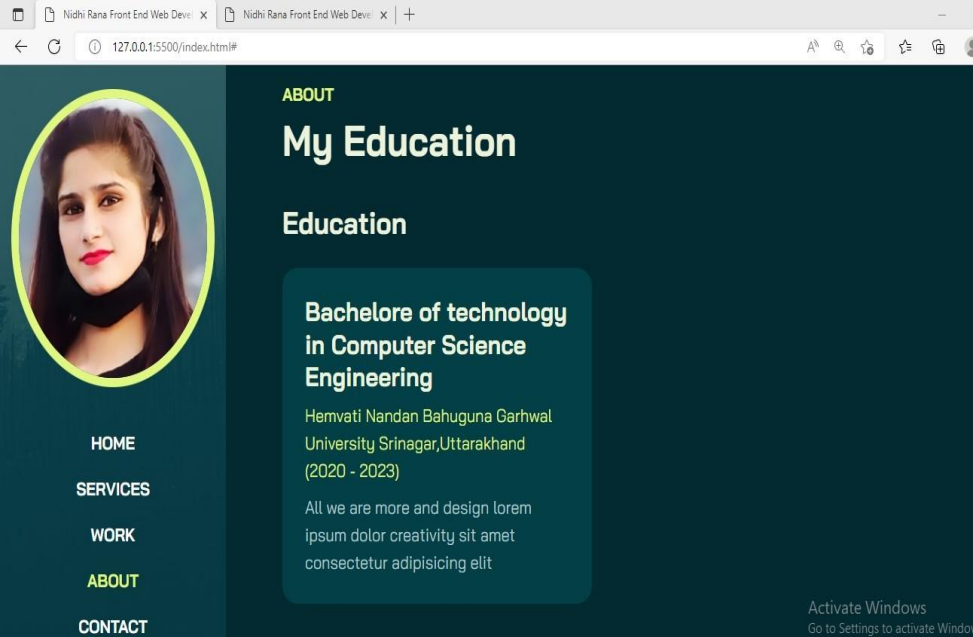 Nidhi Rana Front End Web Devel
Nidhi Rana Front End Web Devel
127.0.0.1:5500/index.html#
ABOUT
My Education
Education
Bachelore of technology
in Computer Science
Engineering
Hemvati Nandan Bahuguna Garhwal
University Srinagar,Uttarakhand
(2020 - 2023)
All we are more and design lorem
ipsum dolor creativity sit amet
consectetur adipisicing elit
HOME
SERVICES
WORK
ABOUT
CONTACT
Activate Windows
Go to Settings to activate Windows